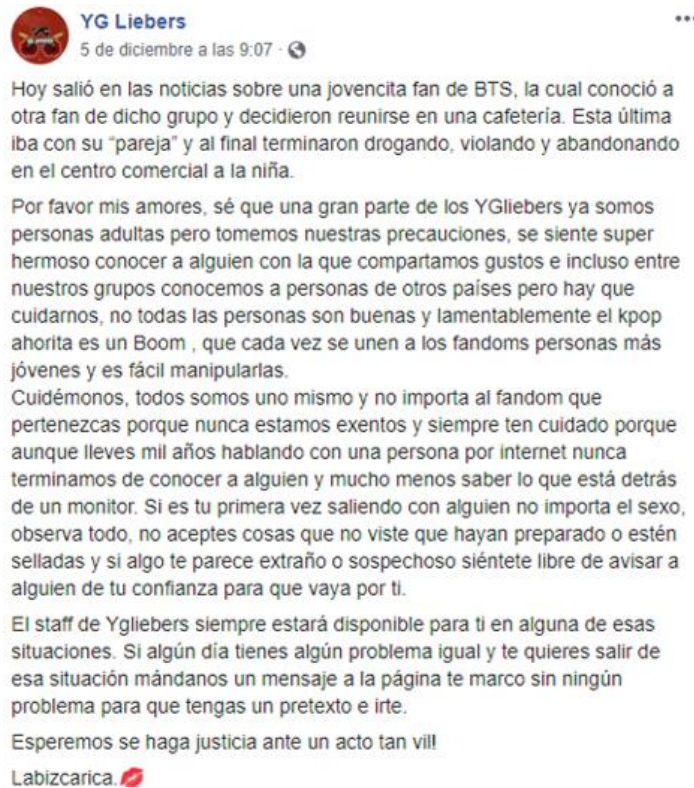 YG Liebers
5 de diciembre a las 9:07 ·
Hoy salió en las noticias sobre una jovencita fan de BTS, la cual conoció a
otra fan de dicho grupo y decidieron reunirse en una cafetería. Esta última
iba con su “pareja” y al final terminaron drogando, violando y abandonando
en el centro comercial a la niña.
Por favor mis amores, sé que una gran parte de los YGliebers ya somos
personas adultas pero tomemos nuestras precauciones, se siente super
hermoso conocer a alguien con la que compartamos gustos e incluso entre
nuestros grupos conocemos a personas de otros países pero hay que
cuidarnos, no todas las personas son buenas y lamentablemente el kpop
ahorita es un Boom , que cada vez se unen a los fandoms personas más
jóvenes y es fácil manipularlas.
Cuidémonos, todos somos uno mismo y no importa al fandom que
pertenezcas porque nunca estamos exentos y siempre ten cuidado porque
aunque lleves mil años hablando con una persona por internet nunca
terminamos de conocer a alguien y mucho menos saber lo que está detrás
de un monitor. Si es tu primera vez saliendo con alguien no importa el sexo,
observa todo, no aceptes cosas que no viste que hayan preparado o estén
selladas y si algo te parece extraño o sospechoso siéntete libre de avisar a
alguien de tu confianza para que vaya por ti.
El staff de Ygliebers siempre estará disponible para ti en alguna de esas
situaciones. Si algún día tienes algún problema igual y te quieres salir de
esa situación mándanos un mensaje a la página te marco sin ningún
problema para que tengas un pretexto e irte.
Esperemos se haga justicia ante un acto tan vil!
Labizcarica.💋